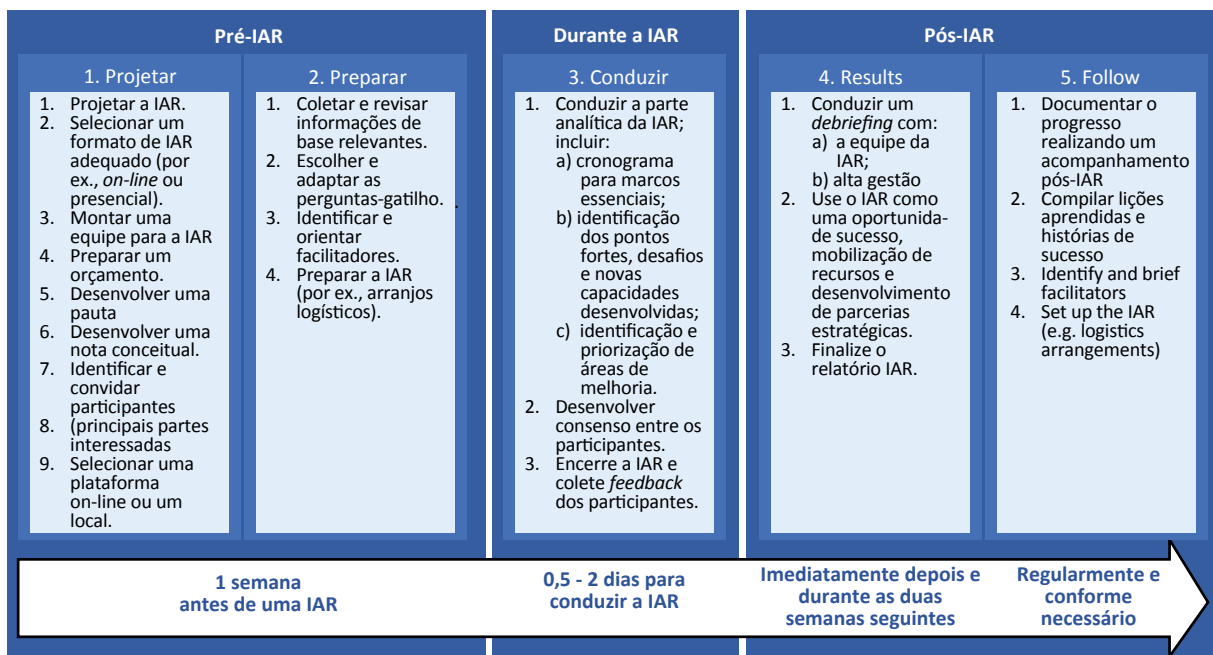 Pré-IAR
1. Projetar
1. Projetar a IAR.
2. Selecionar um
formato de IAR
adequado (por
ex., on-line ou
presencial).
3. Montar uma
equipe para a IAR
4. Preparar um
orçamento.
5. Desenvolver uma
pauta
6. Desenvolver uma
nota conceitual.
7. Identificar e
convidar
participantes
8. (principais partes
interessadas
9. Selecionar uma
plataforma
on-line ou um
local.
2. Preparar
1. Coletar e revisar
informações de
base relevantes.
2. Escolher e
adaptar as
perguntas-gatilho.
3. Identificar e
orientar
facilitadores.
4. Preparar a IAR
(por ex., arranjos
logísticos).
.
Durante a IAR
3. Conduzir
1. Conduzir a parte
analítica da IAR;
incluir:
a) cronograma
para marcos
essenciais;
b) identificação
dos pontos
fortes, desafios
e novas
capacidades
desenvolvidas;
c) identificação e
priorização de
áreas de
melhoria.
2. Desenvolver
consenso entre os
participantes.
3. Encerre a IAR e
colete feedback
dos participantes.
Pós-IAR
4. Results
1. Conduzir um
debriefing com:
a) a equipe da
IAR;
b) alta gestão
2. Use o IAR como
uma oportunida-
de sucesso,
mobilização de
recursos e
desenvolvimento
de parcerias
estratégicas.
3. Finalize o
relatório IAR.
5. Follow
1. Documentar o
progresso
realizando um
acompanhamento
pós-IAR
2. Compilar lições
aprendidas e
histórias de
sucesso
3. Identify and brief
facilitators
4. Set up the IAR
(e.g. logistics
arrangements)
1 semana
antes de uma IAR
0,5 - 2 dias para
conduzir a IAR
Imediatamente depois e
durante as duas
semanas seguintes
Regularmente e
conforme
necessário